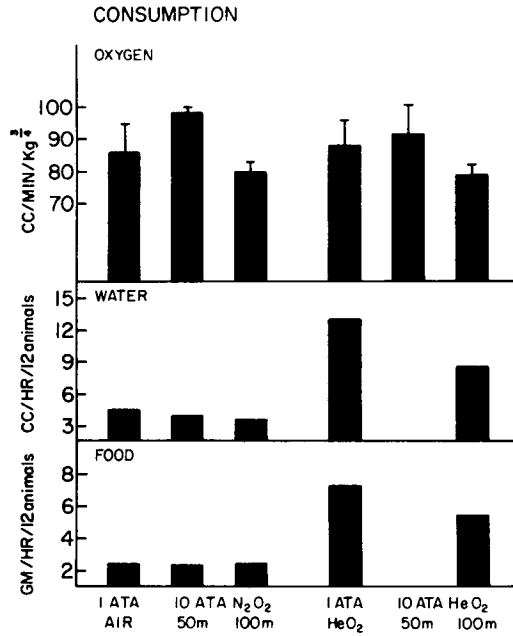 CONSUMPTION
OXYGEN
CC/MIN/Kg^3/4
100
90
80
70
WATER
CC/HR/12animals
15
12
9
6
3
FOOD
GM/HR/12animals
8
6
4
2
1 ATA 10 ATA N₂O₂ 1 ATA 10 ATA HeO₂
AIR 50m 100m HeO₂ 50m 100m